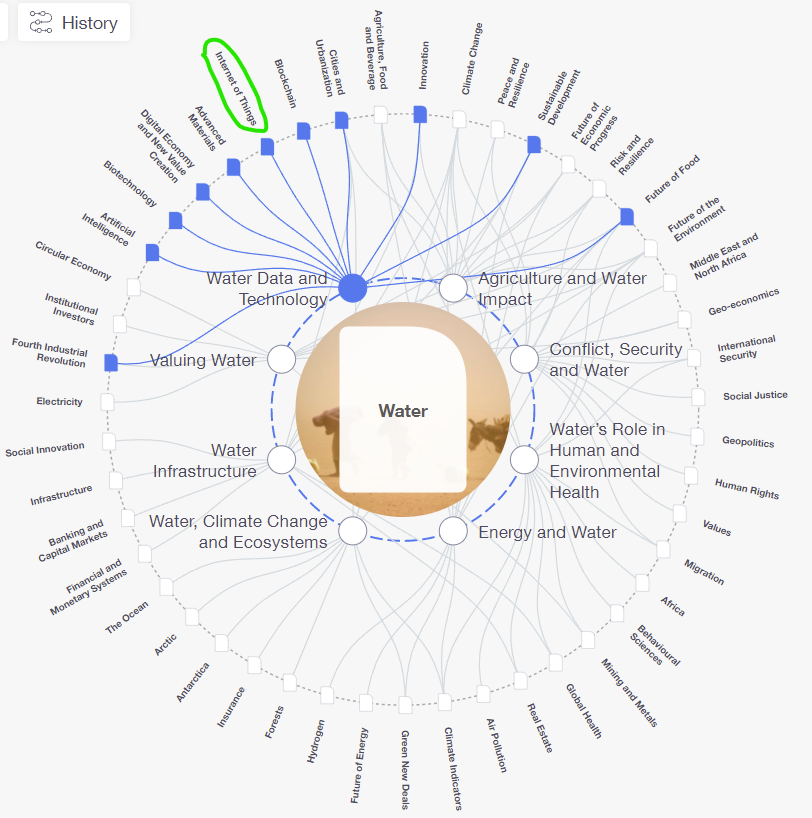 History
Internet of Things
Blockchain
Cities and
Urbanization
Agriculture, Food
and Beverage
Innovation
Climate Change
Peace and
Resilience
Sustainable
Development
Future of
Economic
Progress
Risk and
Resilience
Future of Food
Future of the
Environment
Middle East and
North Africa
Geo-economics
International
Security
Social Justice
Geopolitics
Human Rights
Values
Migration
Africa
Behavioural
Sciences
Mining and Metals
Global Health
Real Estate
Air Pollution
Climate Indicators
Green New Deals
Future of Energy
Hydrogen
Forests
Insurance
Antarctica
Arctic
The Ocean
Financial and
Monetary Systems
Banking and
Capital Markets
Infrastructure
Social Innovation
Electricity
Fourth Industrial
Revolution
Institutional
Investors
Circular Economy
Artificial
Intelligence
Biotechnology
Digital Economy
and New Value
Creation
Advanced
Materials
Water Data and
Technology
Agriculture and Water
Impact
Conflict, Security
and Water
Water's Role in
Human and
Environmental
Health
Energy and Water
Water, Climate Change
and Ecosystems
Water
Infrastructure
Valuing Water
Water